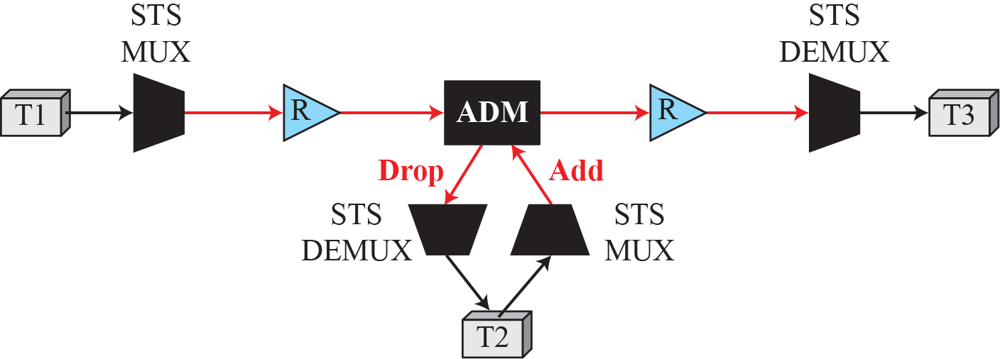 STS
MUX
STS
DEMUX
T1
R
ADM
R
T3
Drop
Add
STS
DEMUX
STS
MUX
T2